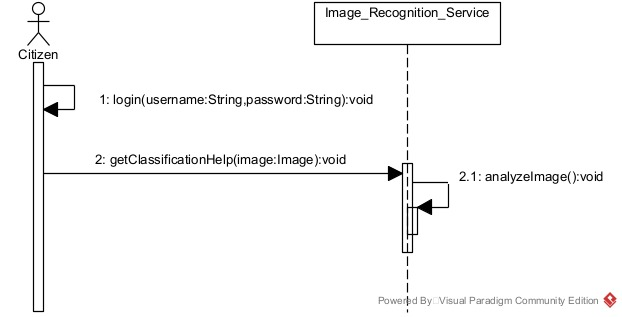 Image_Recognition_Service
Citizen
1: login(username:String,password:String):void
2: getClassificationHelp(image:Image):void
2.1: analyzeImage():void
Powered By Visual Paradigm Community Edition